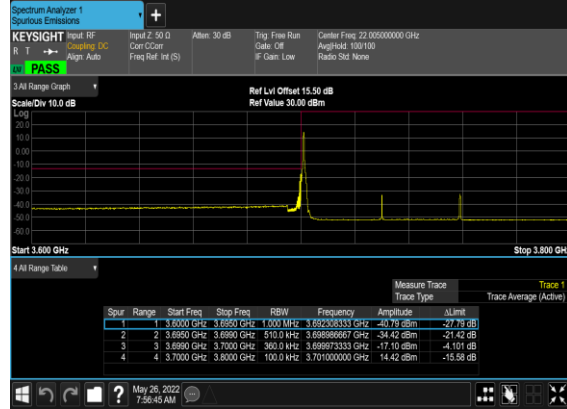 Spectrum Analyzer 1
Spurious Emissions
+
KEYSIGHT Input: RF Input Z: 50 Ω Atten: 30 dB Trig: Free Run Center Freq: 22.005000000 GHz
R T Coupling: DC Corr CCorr Gate: Off Avg|Hold: 100/100
Align: Auto Freq Ref: Int (S) IF Gain: Low Radio Std: None
PASS
3 All Range Graph Ref Lvl Offset 15.50 dB
Scale/Div 10.0 dB Ref Value 30.00 dBm
Log
20.0
10.0
0.00
-10.0
-20.0
-30.0
-40.0
-50.0
-60.0
Start 3.600 GHz Stop 3.800 GH
4 All Range Table
Measure Trace Trace 1
Trace Type Trace Average (Active)
Spur Range Start Freq Stop Freq RBW Frequency Amplitude ΔLimit
1 1 3.6000 GHz 3.6950 GHz 1.000 MHz 3.692308333 GHz -40.79 dBm -27.79 dB
2 2 3.6950 GHz 3.6990 GHz 510.0 kHz 3.698986667 GHz -34.42 dBm -21.42 dB
3 3 3.6990 GHz 3.7000 GHz 360.0 kHz 3.699973333 GHz -17.10 dBm -4.101 dB
4 4 3.7000 GHz 3.8000 GHz 100.0 kHz 3.701000000 GHz 14.42 dBm -15.58 dB
? May 26, 2022
7:56:45 AM